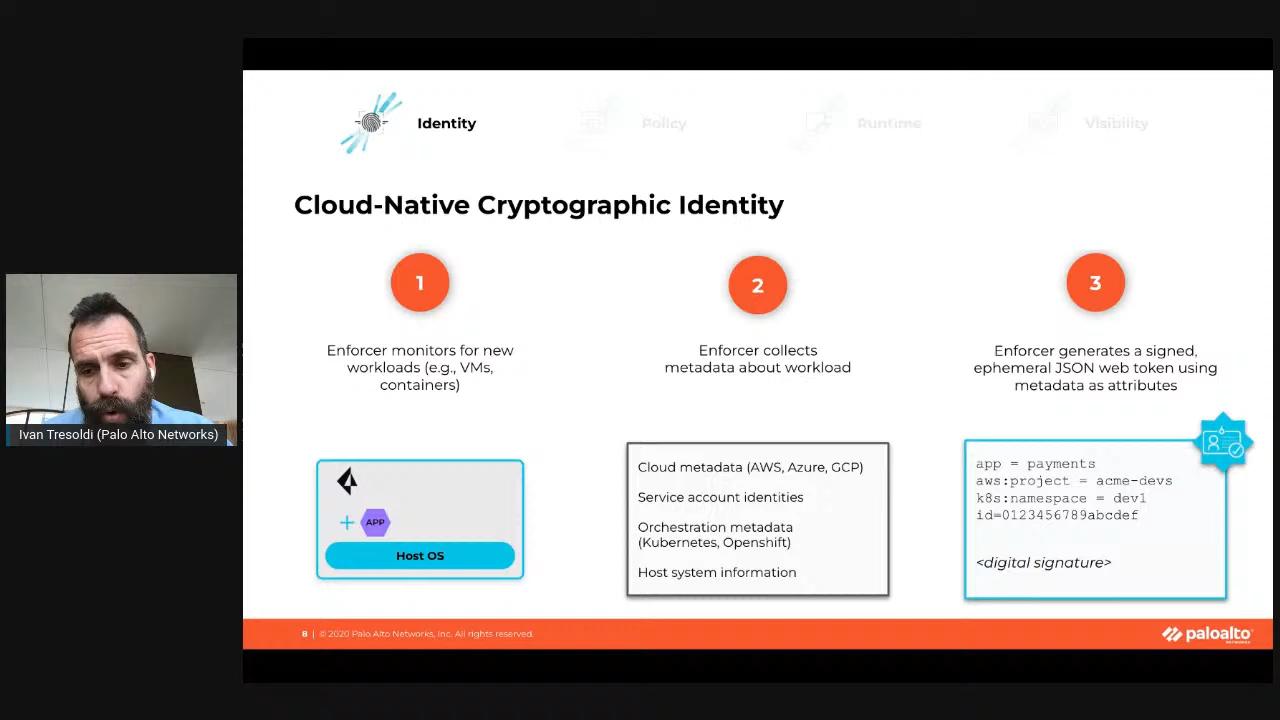 Identity
Policy
Runtime
Visibility
Cloud-Native Cryptographic Identity
1
2
3
Enforcer monitors for new
workloads (e.g., VMs,
containers)
Enforcer collects
metadata about workload
Enforcer generates a signed,
ephemeral JSON web token using
metadata as attributes
APP
Host OS
Cloud metadata (AWS, Azure, GCP)
Service account identities
Orchestration metadata
(Kubernetes, Openshift)
Host system information
app = payments
aws:project = acme-devs
k8s:namespace = dev1
id=0123456789abcdef
<digital signature>
Ivan Tresoldi (Palo Alto Networks)
8 | © 2020 Palo Alto Networks, Inc. All rights reserved.
paloalto
NETWORKS